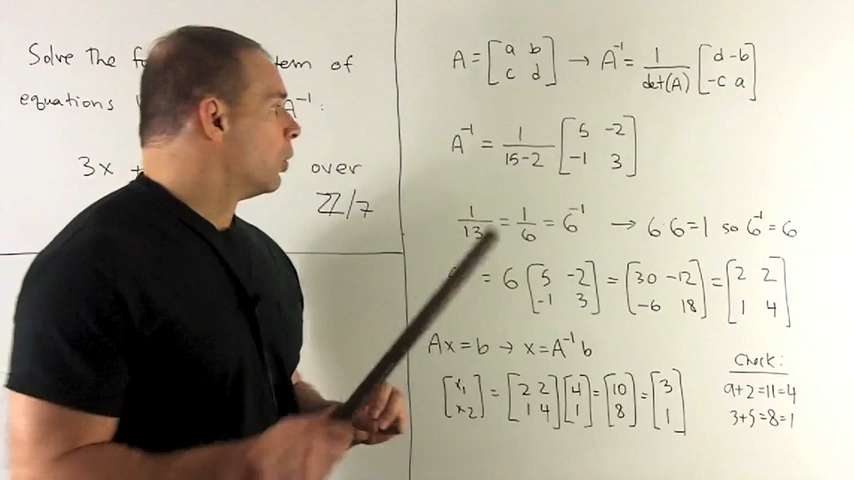 Solve The
of
equations A⁻¹:
3x + over
ℤ/7
A = [a b; c d] → A⁻¹ = 1/det(A) [d -b; -c a]
A⁻¹ = 1/(15-2) [5 -2; -1 3]
1/13 = 1/6 = 6⁻¹ → 6·6=1 so 6⁻¹ = 6
= 6 [5 -2; -1 3] = (30 -12; -6 18) = [2 2; 1 4]
Ax = b → x = A⁻¹ b
[x₁; x₂] = [2 2; 1 4] [4; 1] = [10; 8] = [3; 1]
Check:
9+2=11=4
3+5=8=1